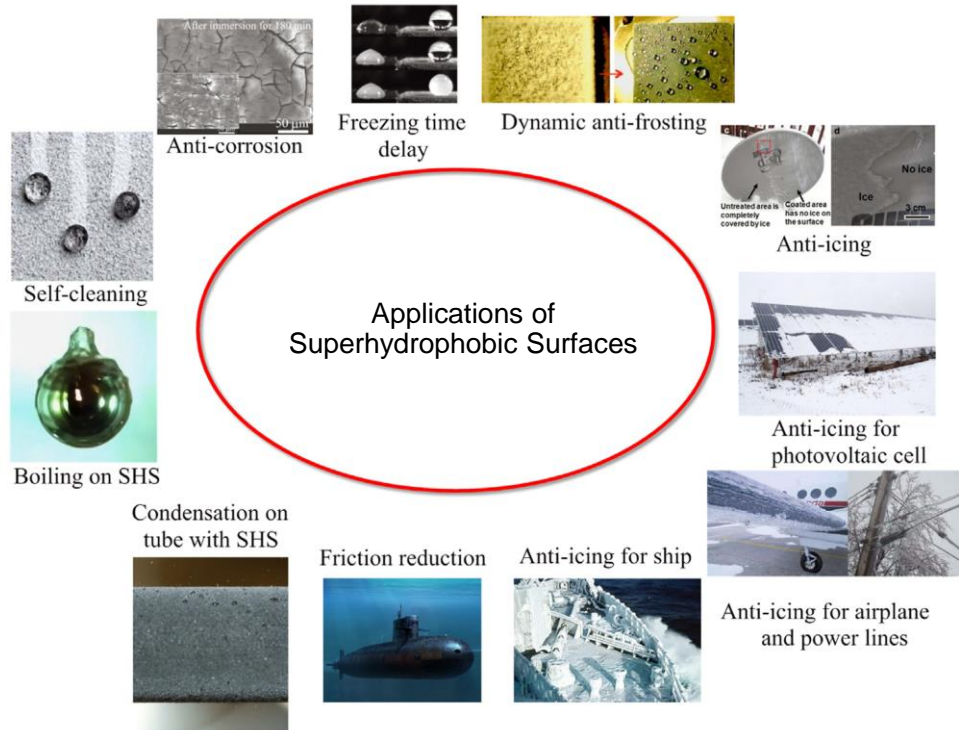 After immersion for 180 min
50 μm
Anti-corrosion
Freezing time
delay
Dynamic anti-frosting
c
d
Untreated area is
completely
covered by ice
Coated area
has no ice on
the surface
No ice
Ice
3 cm
Anti-icing
Self-cleaning
Applications of
Superhydrophobic Surfaces
Boiling on SHS
Anti-icing for
photovoltaic cell
Condensation on
tube with SHS
Friction reduction
Anti-icing for ship
Anti-icing for airplane
and power lines